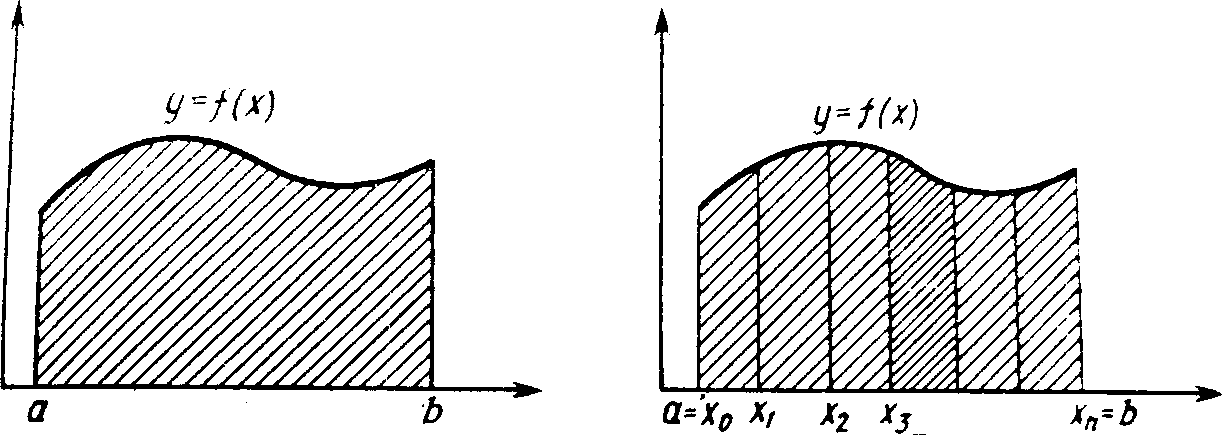 y=f(x)
a
b
y=f(x)
a=x₀ x₁ x₂ x₃ xₙ=b